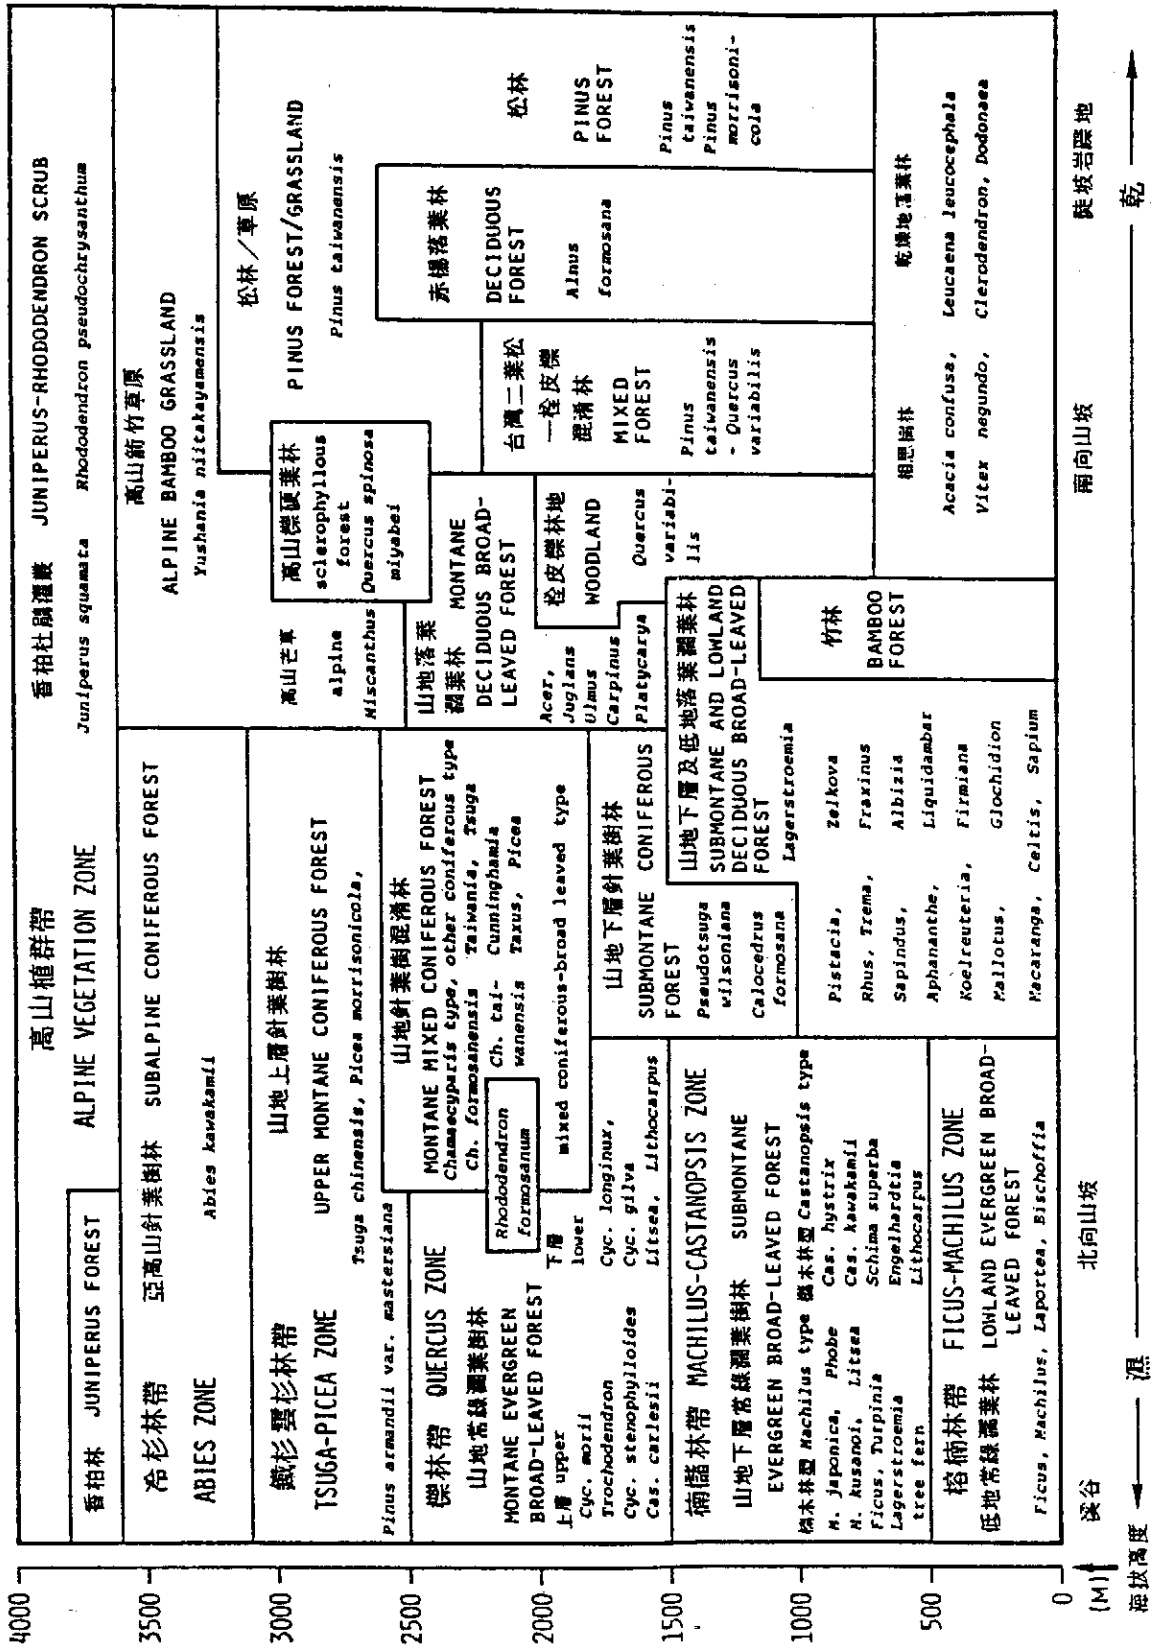 4000
3500
3000
2500
2000
1500
1000
500
0
(M)
海拔高度
高山植群帶
ALPINE VEGETATION ZONE
香柏林 JUNIPERUS FOREST
香柏杜鵑灌叢 JUNIPERUS-RHODODENDRON SCRUB
Juniperus squamata Rhododendron pseudochrysanthum
冷杉林帶
ABIES ZONE
亞高山針葉樹林 SUBALPINE CONIFEROUS FOREST
Abies kawakamii
高山箭竹草原
ALPINE BAMBOO GRASSLAND
Yushania niitakayamensis
鐵杉雲杉林帶
TSUGA-PICEA ZONE
山地上層針葉樹林
UPPER MONTANE CONIFEROUS FOREST
Tsuga chinensis, Picea morrisonicola,
Pinus armandii var. mastersiana
高山芒草
alpine
Miscanthus
高山櫟硬葉林
sclerophyllous
forest
Quercus spinosa
miyabei
松林／草原
PINUS FOREST/GRASSLAND
Pinus taiwanensis
櫟林帶 QUERCUS ZONE
山地常綠濶葉樹林
MONTANE EVERGREEN
BROAD-LEAVED FOREST
上層 upper
Cyc. morii
Trochodendron
Cyc. stenophylloides
Cas. carlesii
下層
lower
Cyc. longinux,
Cyc. gilva
Litsea, Lithocarpus
Rhododendron
formosanum
山地針葉樹混淆林
MONTANE MIXED CONIFEROUS FOREST
Chamaecyparis type, other coniferous type
Ch. formosanensis Taiwania, Tsuga
Ch. tai- Cunninghamia
wanensis Taxus, Picea
mixed coniferous-broad leaved type
山地落葉
濶葉林 MONTANE
DECIDUOUS BROAD-
LEAVED FOREST
Acer,
Juglans
Ulmus
Carpinus
Platycarya
栓皮櫟林地
WOODLAND
Quercus
variabi-
lis
台灣二葉松
—栓皮櫟
混淆林
MIXED
FOREST
Pinus
taiwanensis
- Quercus
variabilis
赤楊落葉林
DECIDUOUS
FOREST
Alnus
formosana
松林
PINUS
FOREST
Pinus
taiwanensis
Pinus
morrisoni-
cola
楠儲林帶 MACHILUS-CASTANOPSIS ZONE
山地下層常綠濶葉樹林 SUBMONTANE
EVERGREEN BROAD-LEAVED FOREST
楠木林型 Machilus type
M. japonica, Phobe
M. kusanoi, Litsea
Ficus, Turpinia
Lagerstroemia
tree fern
Castanopsis type
Cas. hystrix
Cas. kawakamii
Schima superba
Engelhardtia
Lithocarpus
山地下層針葉樹林
SUBMONTANE CONIFEROUS
FOREST
Pseudotsuga
wilsoniana
Calocedrus
formosana
山地下層及低地落葉濶葉林
SUBMONTANE AND LOWLAND
DECIDUOUS BROAD-LEAVED
FOREST
Lagerstroemia
Pistacia, Zelkova
Rhus, Trema, Fraxinus
Sapindus, Albizia
Aphananthe, Liquidambar
Koelreuteria, Firmiana
Mallotus, Glochidion
Macaranga, Celtis, Sapium
竹林
BAMBOO
FOREST
榕楠林帶 FICUS-MACHILUS ZONE
低地常綠濶葉林 LOWLAND EVERGREEN BROAD-
LEAVED FOREST
Ficus, Machilus, Laportea, Bischoffia
相思樹林
乾燥地落葉林
Acacia confusa, Leucaena leucocephala
Vitex negundo, Clerodendron, Dodonaea
溪谷
北向山坡
南向山坡
陡坡岩礫地
濕
乾